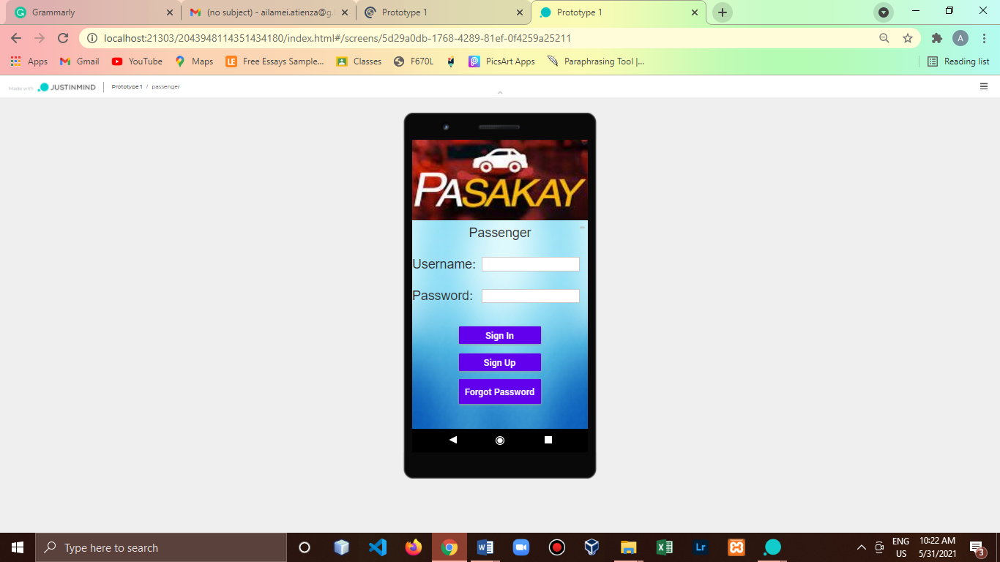 Grammarly
(no subject) - ailamei.atienza@g.
Prototype 1
Prototype 1
localhost:21303/2043948114351434180/index.html#/screens/5d29a0db-1768-4289-81ef-0f4259a25211
A
Apps
Gmail
YouTube
LE
Free Essays Sample...
Classes
F670L
PicsArt Apps
Paraphrasing Tool |...
Reading list
Made with JUSTINMIND
Prototype 1 / passenger
PASAKAY
Passenger
Username:
Password:
Sign In
Sign Up
Forgot Password
Type here to search
Lr
ENG
US
10:22 AM
5/31/2021
3